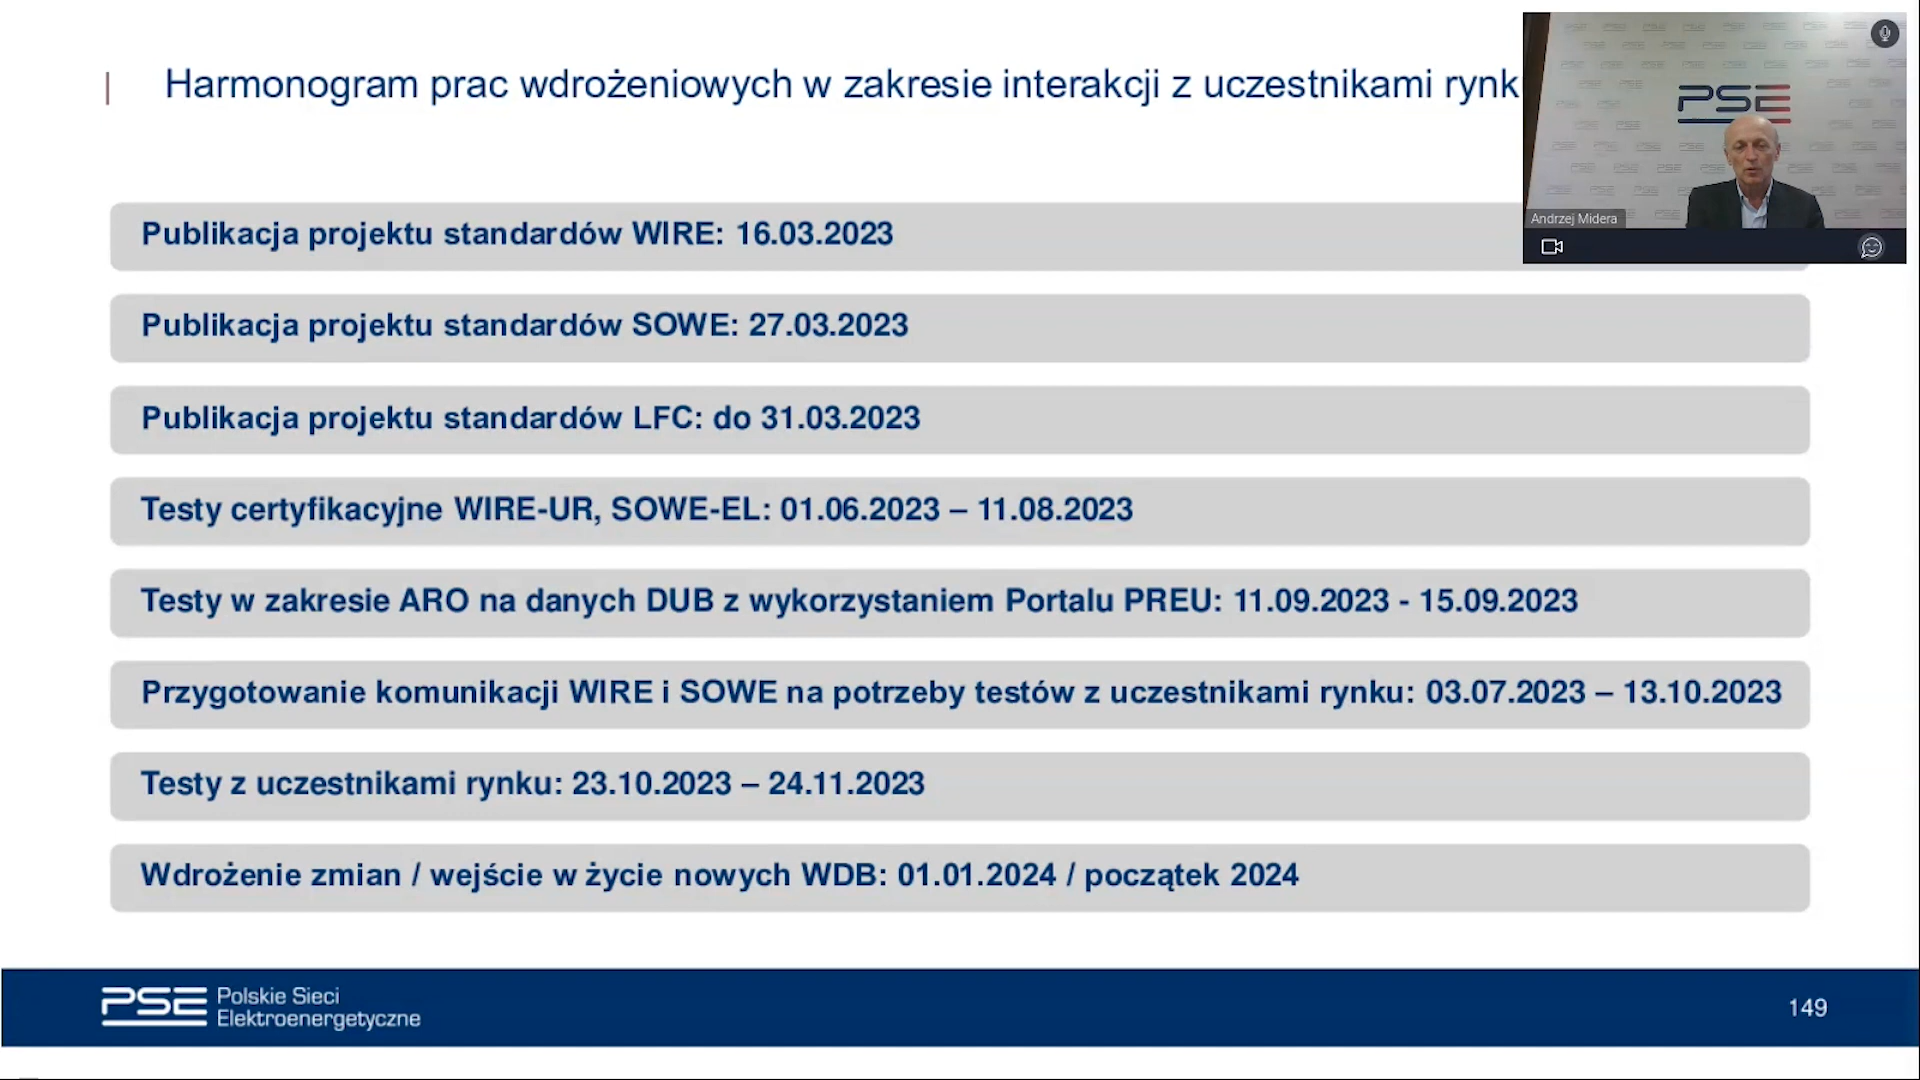 Harmonogram prac wdrożeniowych w zakresie interakcji z uczestnikami rynk
PSE
Andrzej Midera
Publikacja projektu standardów WIRE: 16.03.2023
Publikacja projektu standardów SOWE: 27.03.2023
Publikacja projektu standardów LFC: do 31.03.2023
Testy certyfikacyjne WIRE-UR, SOWE-EL: 01.06.2023 – 11.08.2023
Testy w zakresie ARO na danych DUB z wykorzystaniem Portalu PREU: 11.09.2023 - 15.09.2023
Przygotowanie komunikacji WIRE i SOWE na potrzeby testów z uczestnikami rynku: 03.07.2023 – 13.10.2023
Testy z uczestnikami rynku: 23.10.2023 – 24.11.2023
Wdrożenie zmian / wejście w życie nowych WDB: 01.01.2024 / początek 2024
PSE Polskie Sieci
Elektroenergetyczne
149